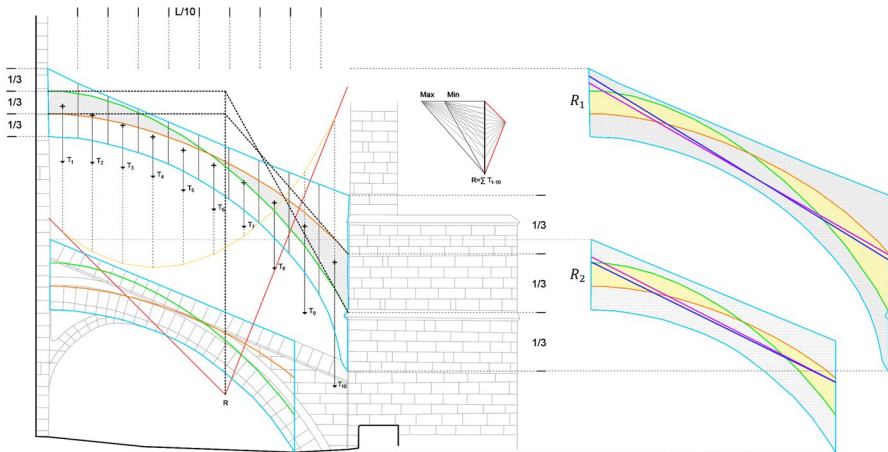 L/10
1/3
1/3
1/3
Max Min
R=∑ T1-10
T1
T2
T3
T4
T5
T6
T7
T8
T9
T10
R
1/3
1/3
1/3
R1
R2